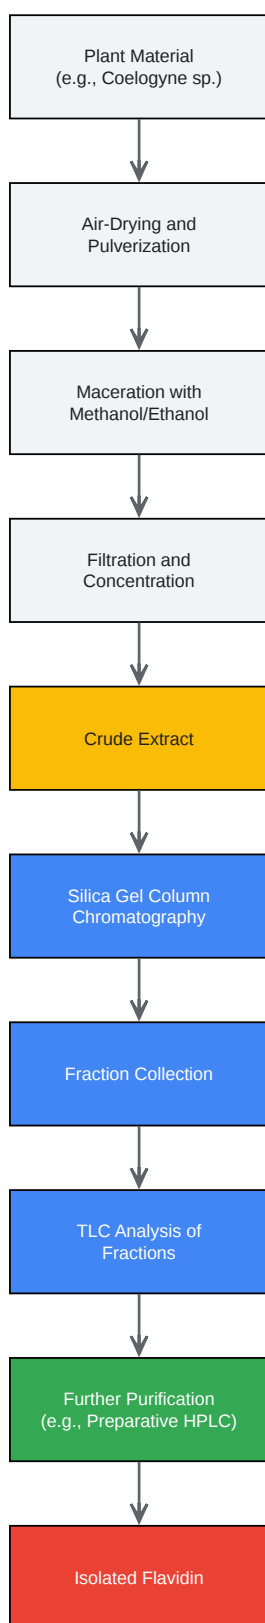 Plant Material
(e.g., Coelogyne sp.)
Air-Drying and
Pulverization
Maceration with
Methanol/Ethanol
Filtration and
Concentration
Crude Extract
Silica Gel Column
Chromatography
Fraction Collection
TLC Analysis of
Fractions
Further Purification
(e.g., Preparative HPLC)
Isolated Flavidin